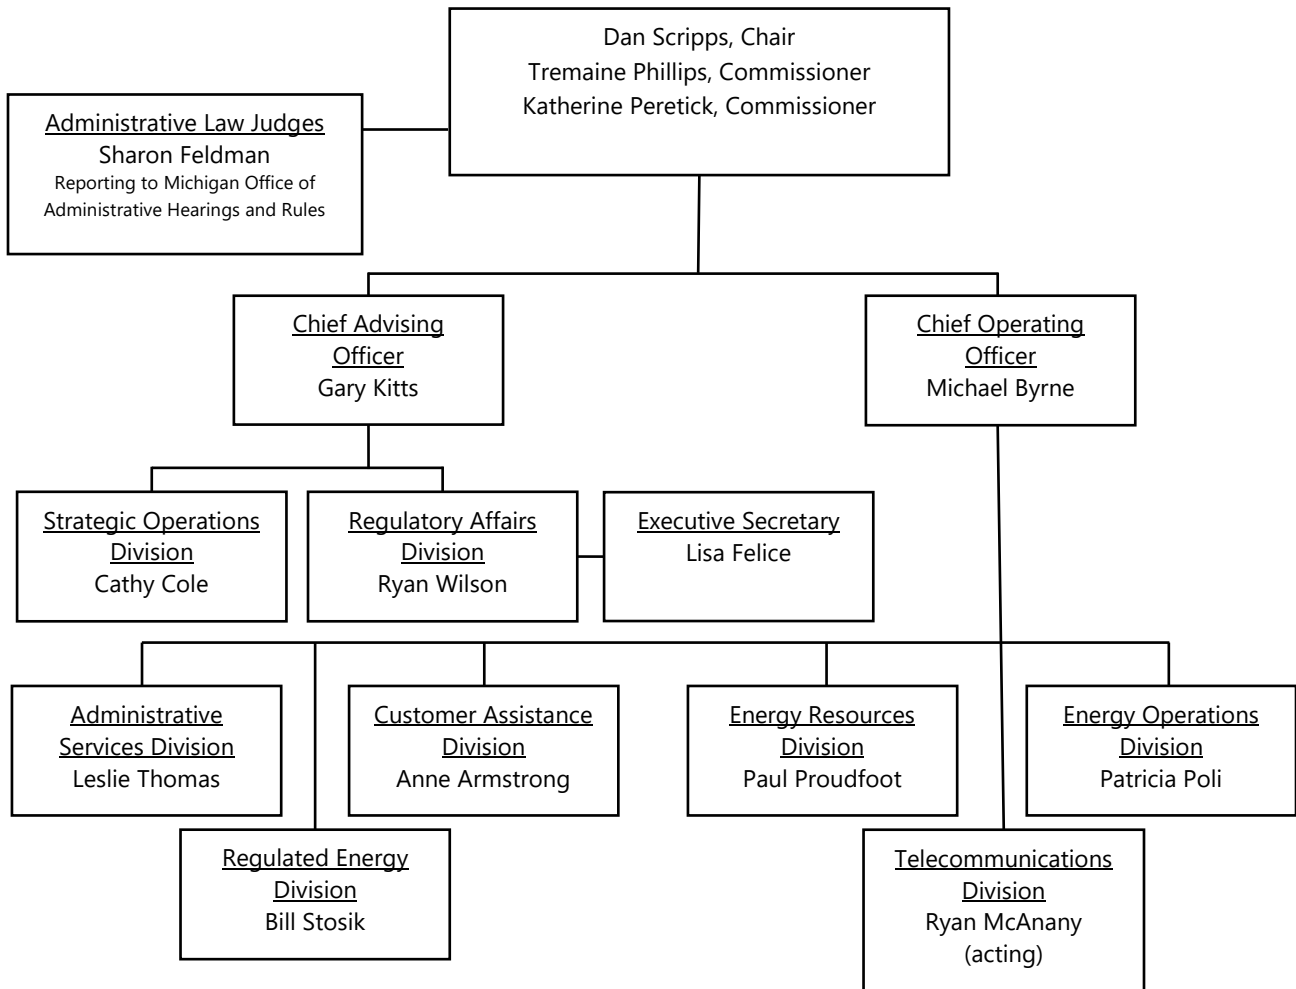 Dan Scripps, Chair
Tremaine Phillips, Commissioner
Katherine Peretick, Commissioner
Administrative Law Judges
Sharon Feldman
Reporting to Michigan Office of
Administrative Hearings and Rules
Chief Advising
Officer
Gary Kitts
Chief Operating
Officer
Michael Byrne
Strategic Operations
Division
Cathy Cole
Regulatory Affairs
Division
Ryan Wilson
Executive Secretary
Lisa Felice
Administrative
Services Division
Leslie Thomas
Customer Assistance
Division
Anne Armstrong
Energy Resources
Division
Paul Proudfoot
Energy Operations
Division
Patricia Poli
Regulated Energy
Division
Bill Stosik
Telecommunications
Division
Ryan McAnany
(acting)